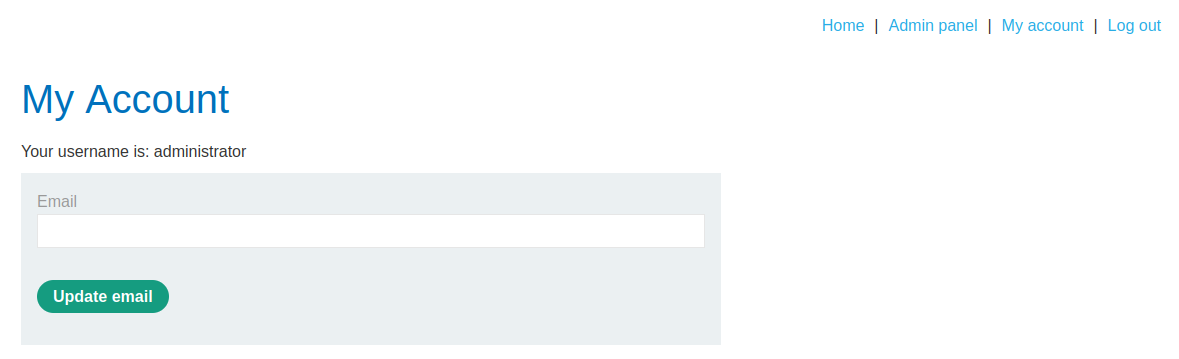 Home | Admin panel | My account | Log out
My Account
Your username is: administrator
Email
Update email